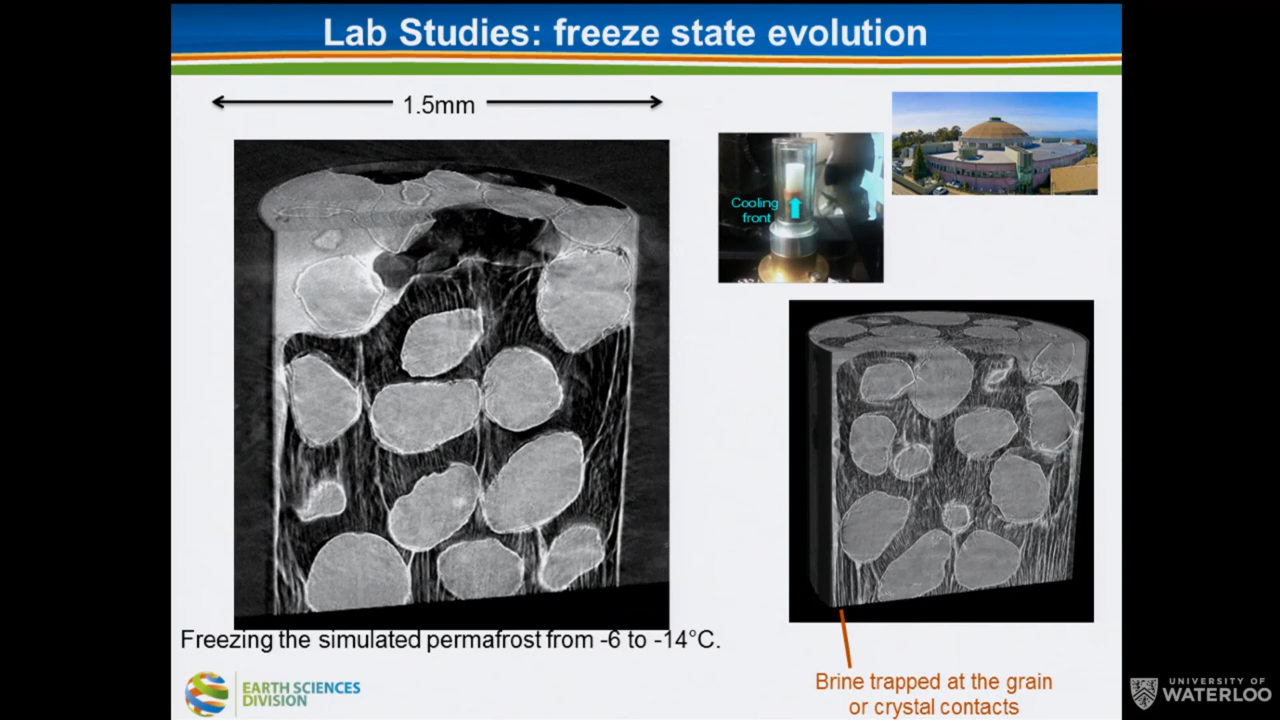 Lab Studies: freeze state evolution
1.5mm
Cooling
front
Freezing the simulated permafrost from -6 to -14°C.
Brine trapped at the grain
or crystal contacts
EARTH SCIENCES
DIVISION
UNIVERSITY OF
WATERLOO